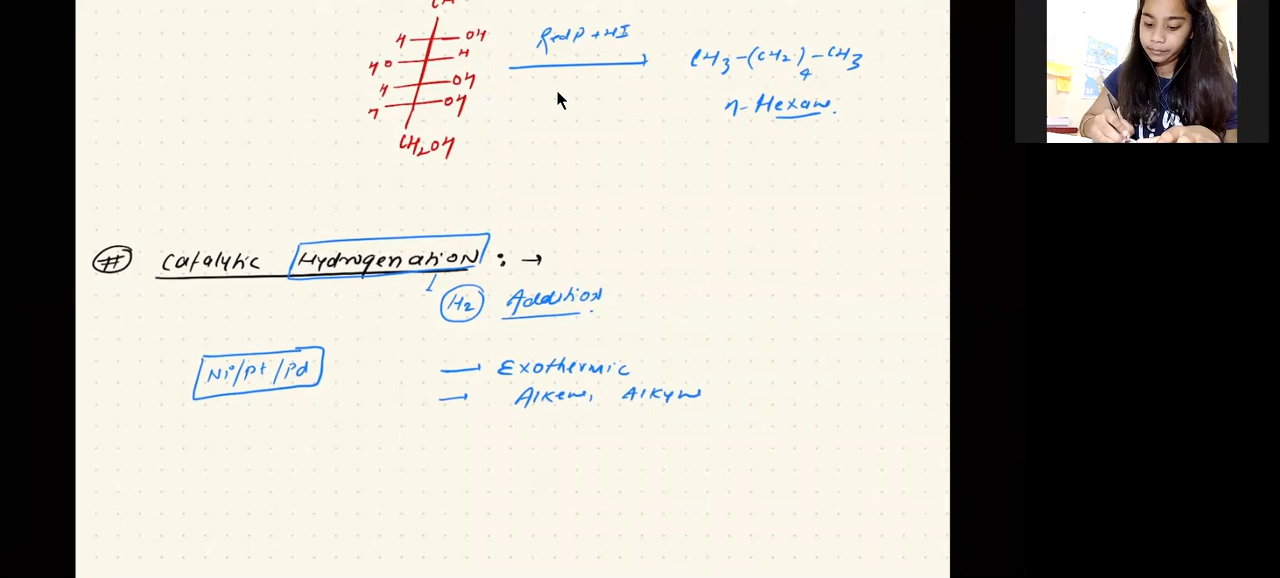 H OH Red P + HI
HO H CH3-(CH2)4-CH3
H OH
H OH n-Hexane.
CH2OH
# Catalytic Hydrogenation : →
H2 Addition
Ni/Pt/Pd → Exothermic
→ Alkene, Alkyne